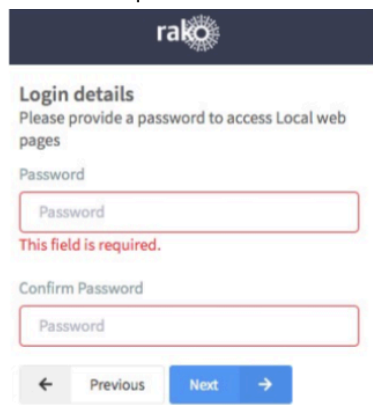 rako
Login details
Please provide a password to access Local web
pages
Password
Password
This field is required.
Confirm Password
Password
Previous
Next